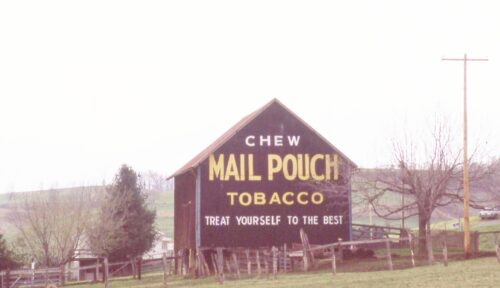 CHEW
MAIL POUCH
TOBACCO
TREAT YOURSELF TO THE BEST